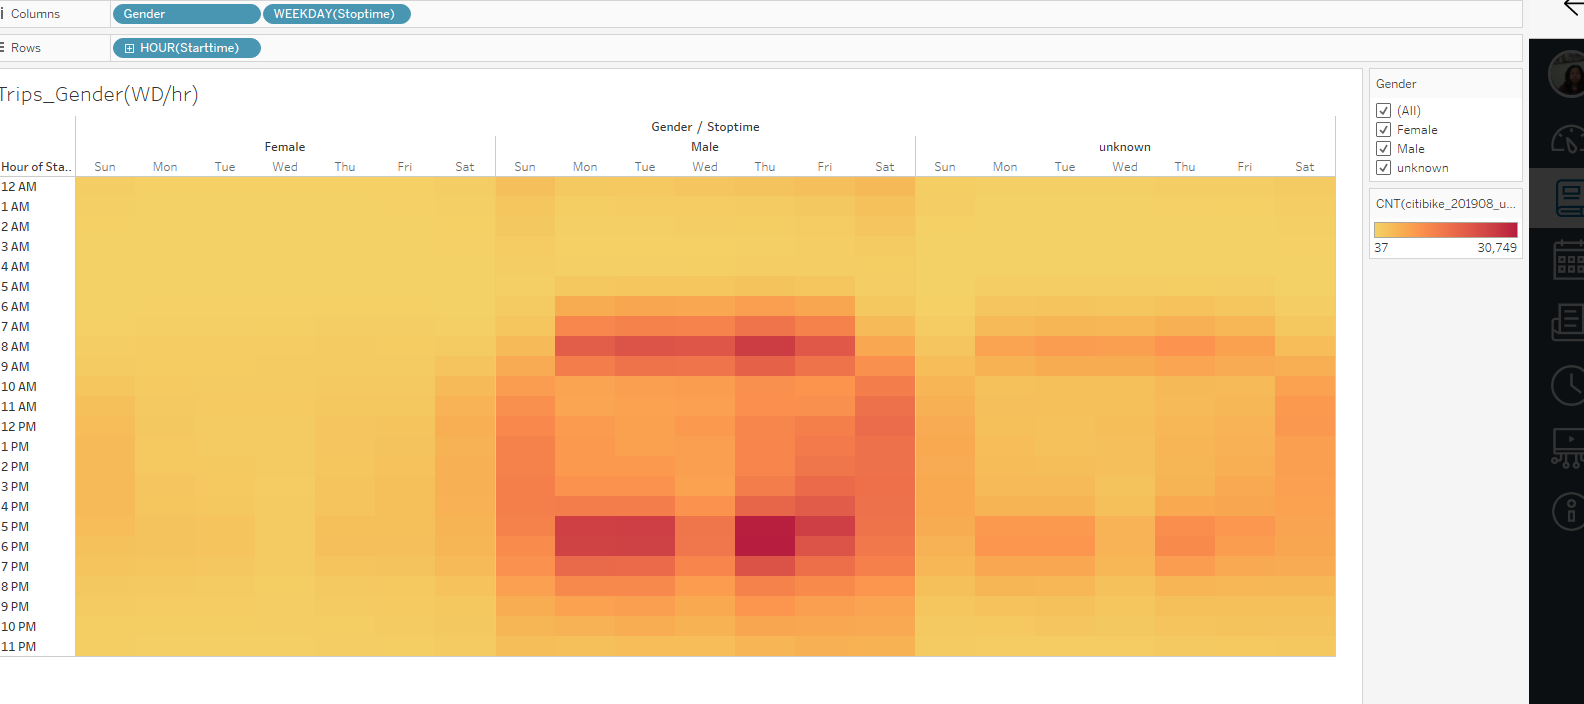 Columns Gender WEEKDAY(Stoptime)
Rows HOUR(Starttime)
Trips_Gender(WD/hr)
Gender / Stoptime
Female Male unknown
Hour of Sta.. Sun Mon Tue Wed Thu Fri Sat Sun Mon Tue Wed Thu Fri Sat Sun Mon Tue Wed Thu Fri Sat
12 AM
1 AM
2 AM
3 AM
4 AM
5 AM
6 AM
7 AM
8 AM
9 AM
10 AM
11 AM
12 PM
1 PM
2 PM
3 PM
4 PM
5 PM
6 PM
7 PM
8 PM
9 PM
10 PM
11 PM
Gender
(All)
Female
Male
unknown
CNT(citibike_201908_u...
37 30,749